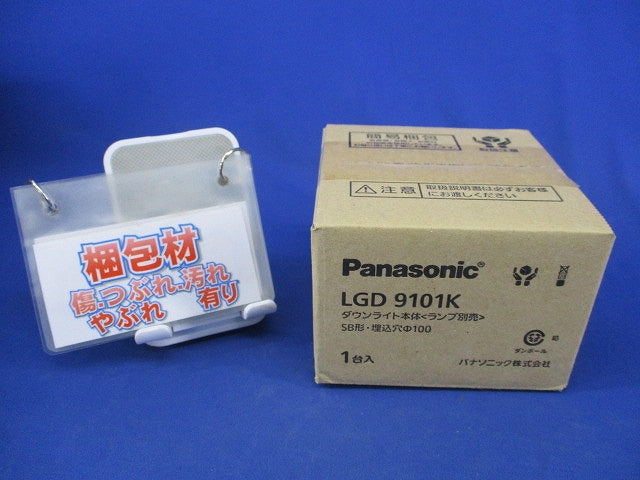 梱包材
傷.つぶれ.汚れ
やぶれ 有り
簡易梱包
注意
取扱説明書は必ずお客様
にお渡しください
Panasonic®
LGD 9101K
ダウンライト本体<ランプ別売>
SB形・埋込穴Φ100
1台入
ダンボール
パナソニック株式会社